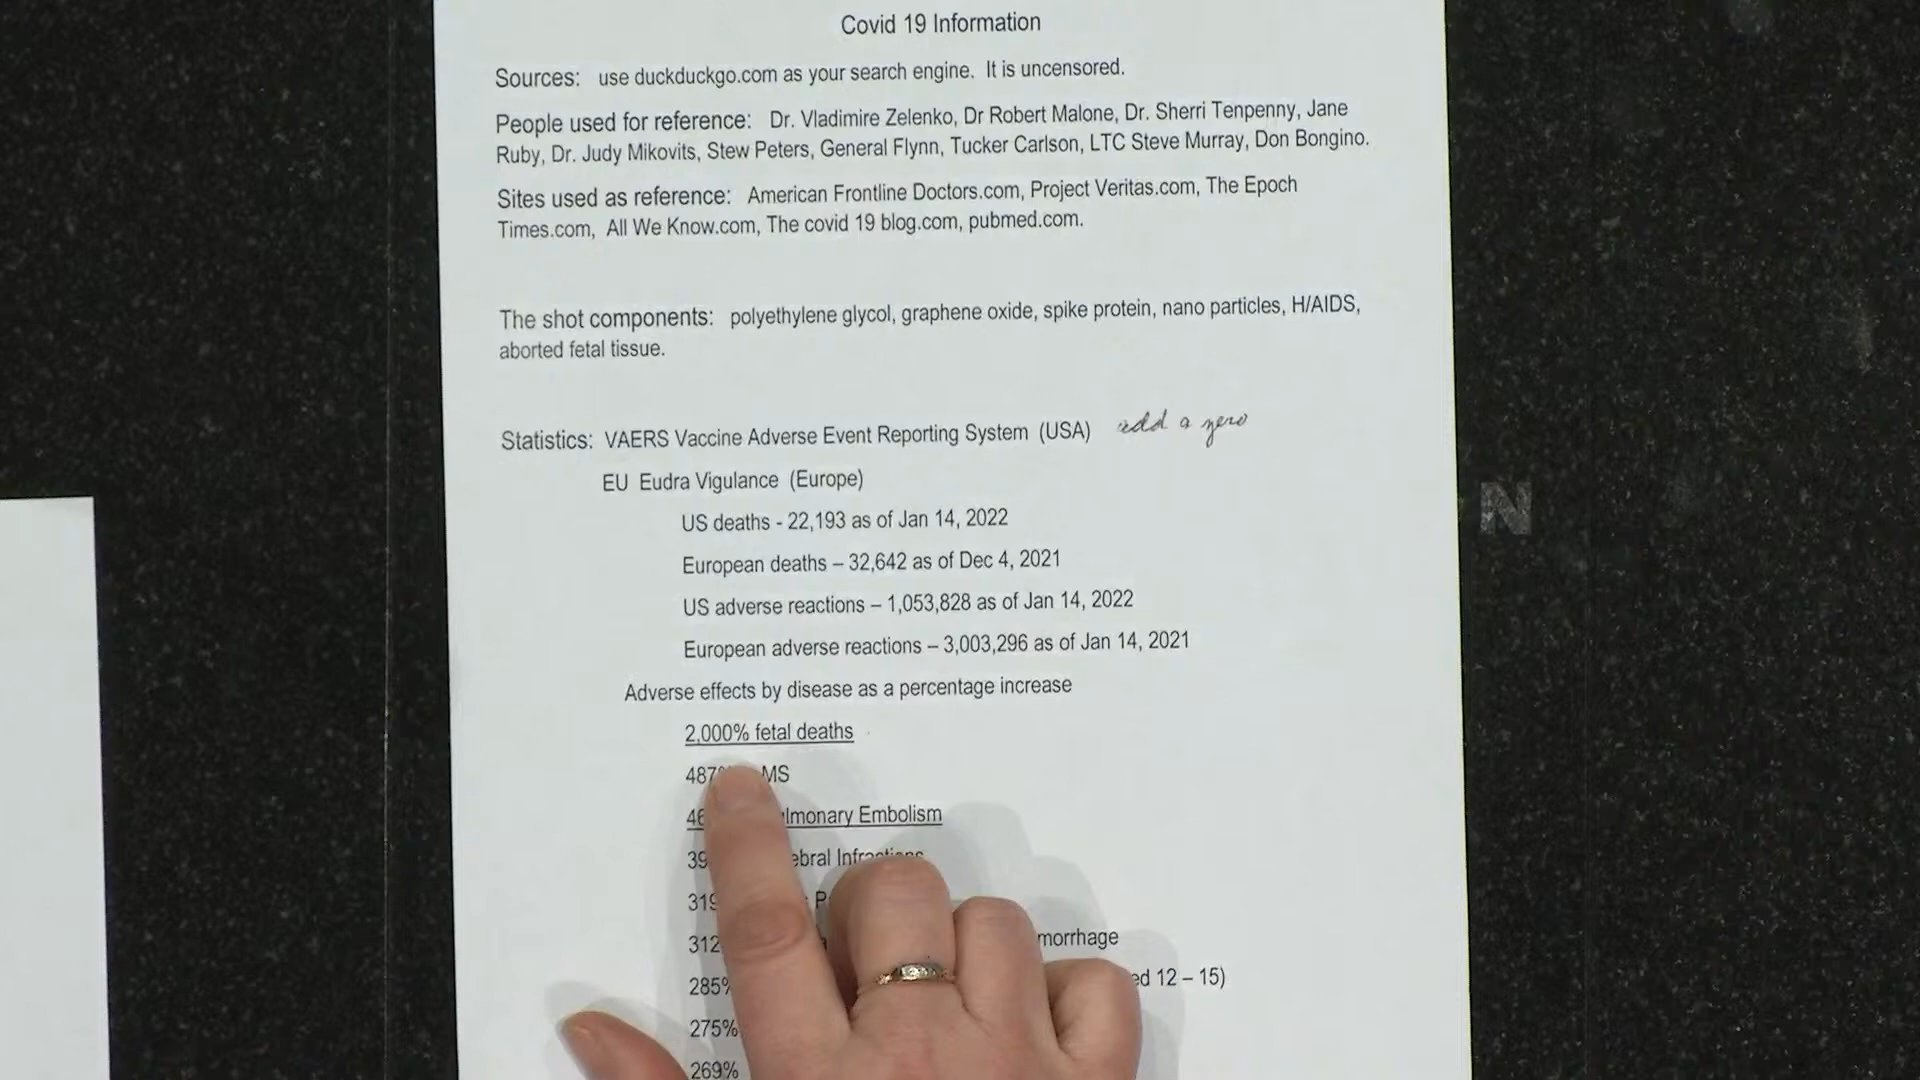 Covid 19 Information
Sources: use duckduckgo.com as your search engine. It is uncensored.
People used for reference: Dr. Vladimire Zelenko, Dr Robert Malone, Dr. Sherri Tenpenny, Jane
Ruby, Dr. Judy Mikovits, Stew Peters, General Flynn, Tucker Carlson, LTC Steve Murray, Don Bongino.
Sites used as reference: American Frontline Doctors.com, Project Veritas.com, The Epoch
Times.com, All We Know.com, The covid 19 blog.com, pubmed.com.
The shot components: polyethylene glycol, graphene oxide, spike protein, nano particles, H/AIDS,
aborted fetal tissue.
Statistics: VAERS Vaccine Adverse Event Reporting System (USA) add a zero
EU Eudra Vigulance (Europe)
US deaths - 22,193 as of Jan 14, 2022
European deaths – 32,642 as of Dec 4, 2021
US adverse reactions – 1,053,828 as of Jan 14, 2022
European adverse reactions – 3,003,296 as of Jan 14, 2021
Adverse effects by disease as a percentage increase
2,000% fetal deaths
487 MS
Embolism
12 – 15)
275%
269%
N